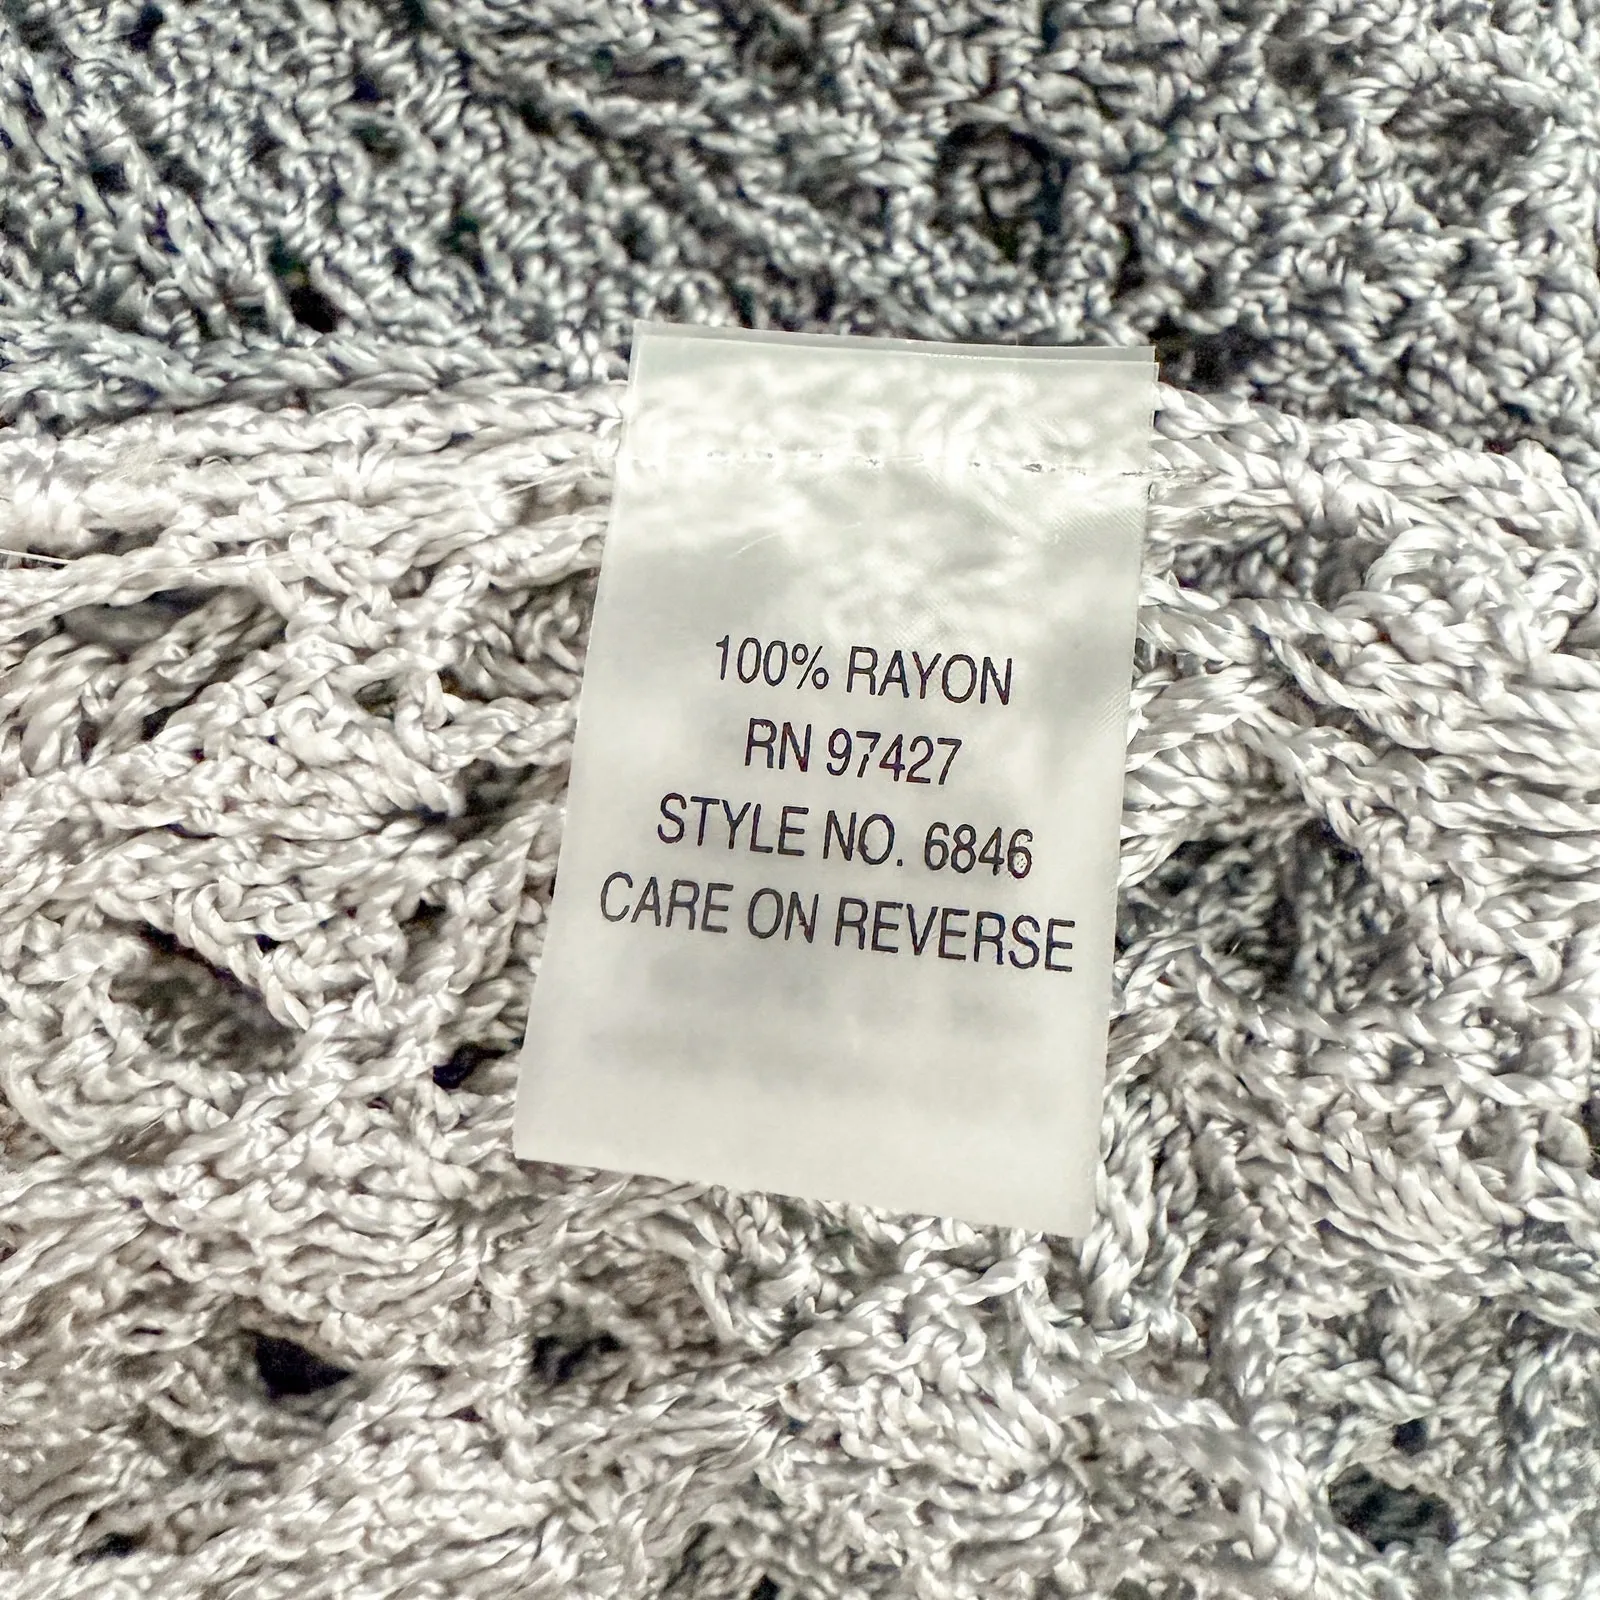 100% RAYON
RN 97427
STYLE NO. 6846
CARE ON REVERSE